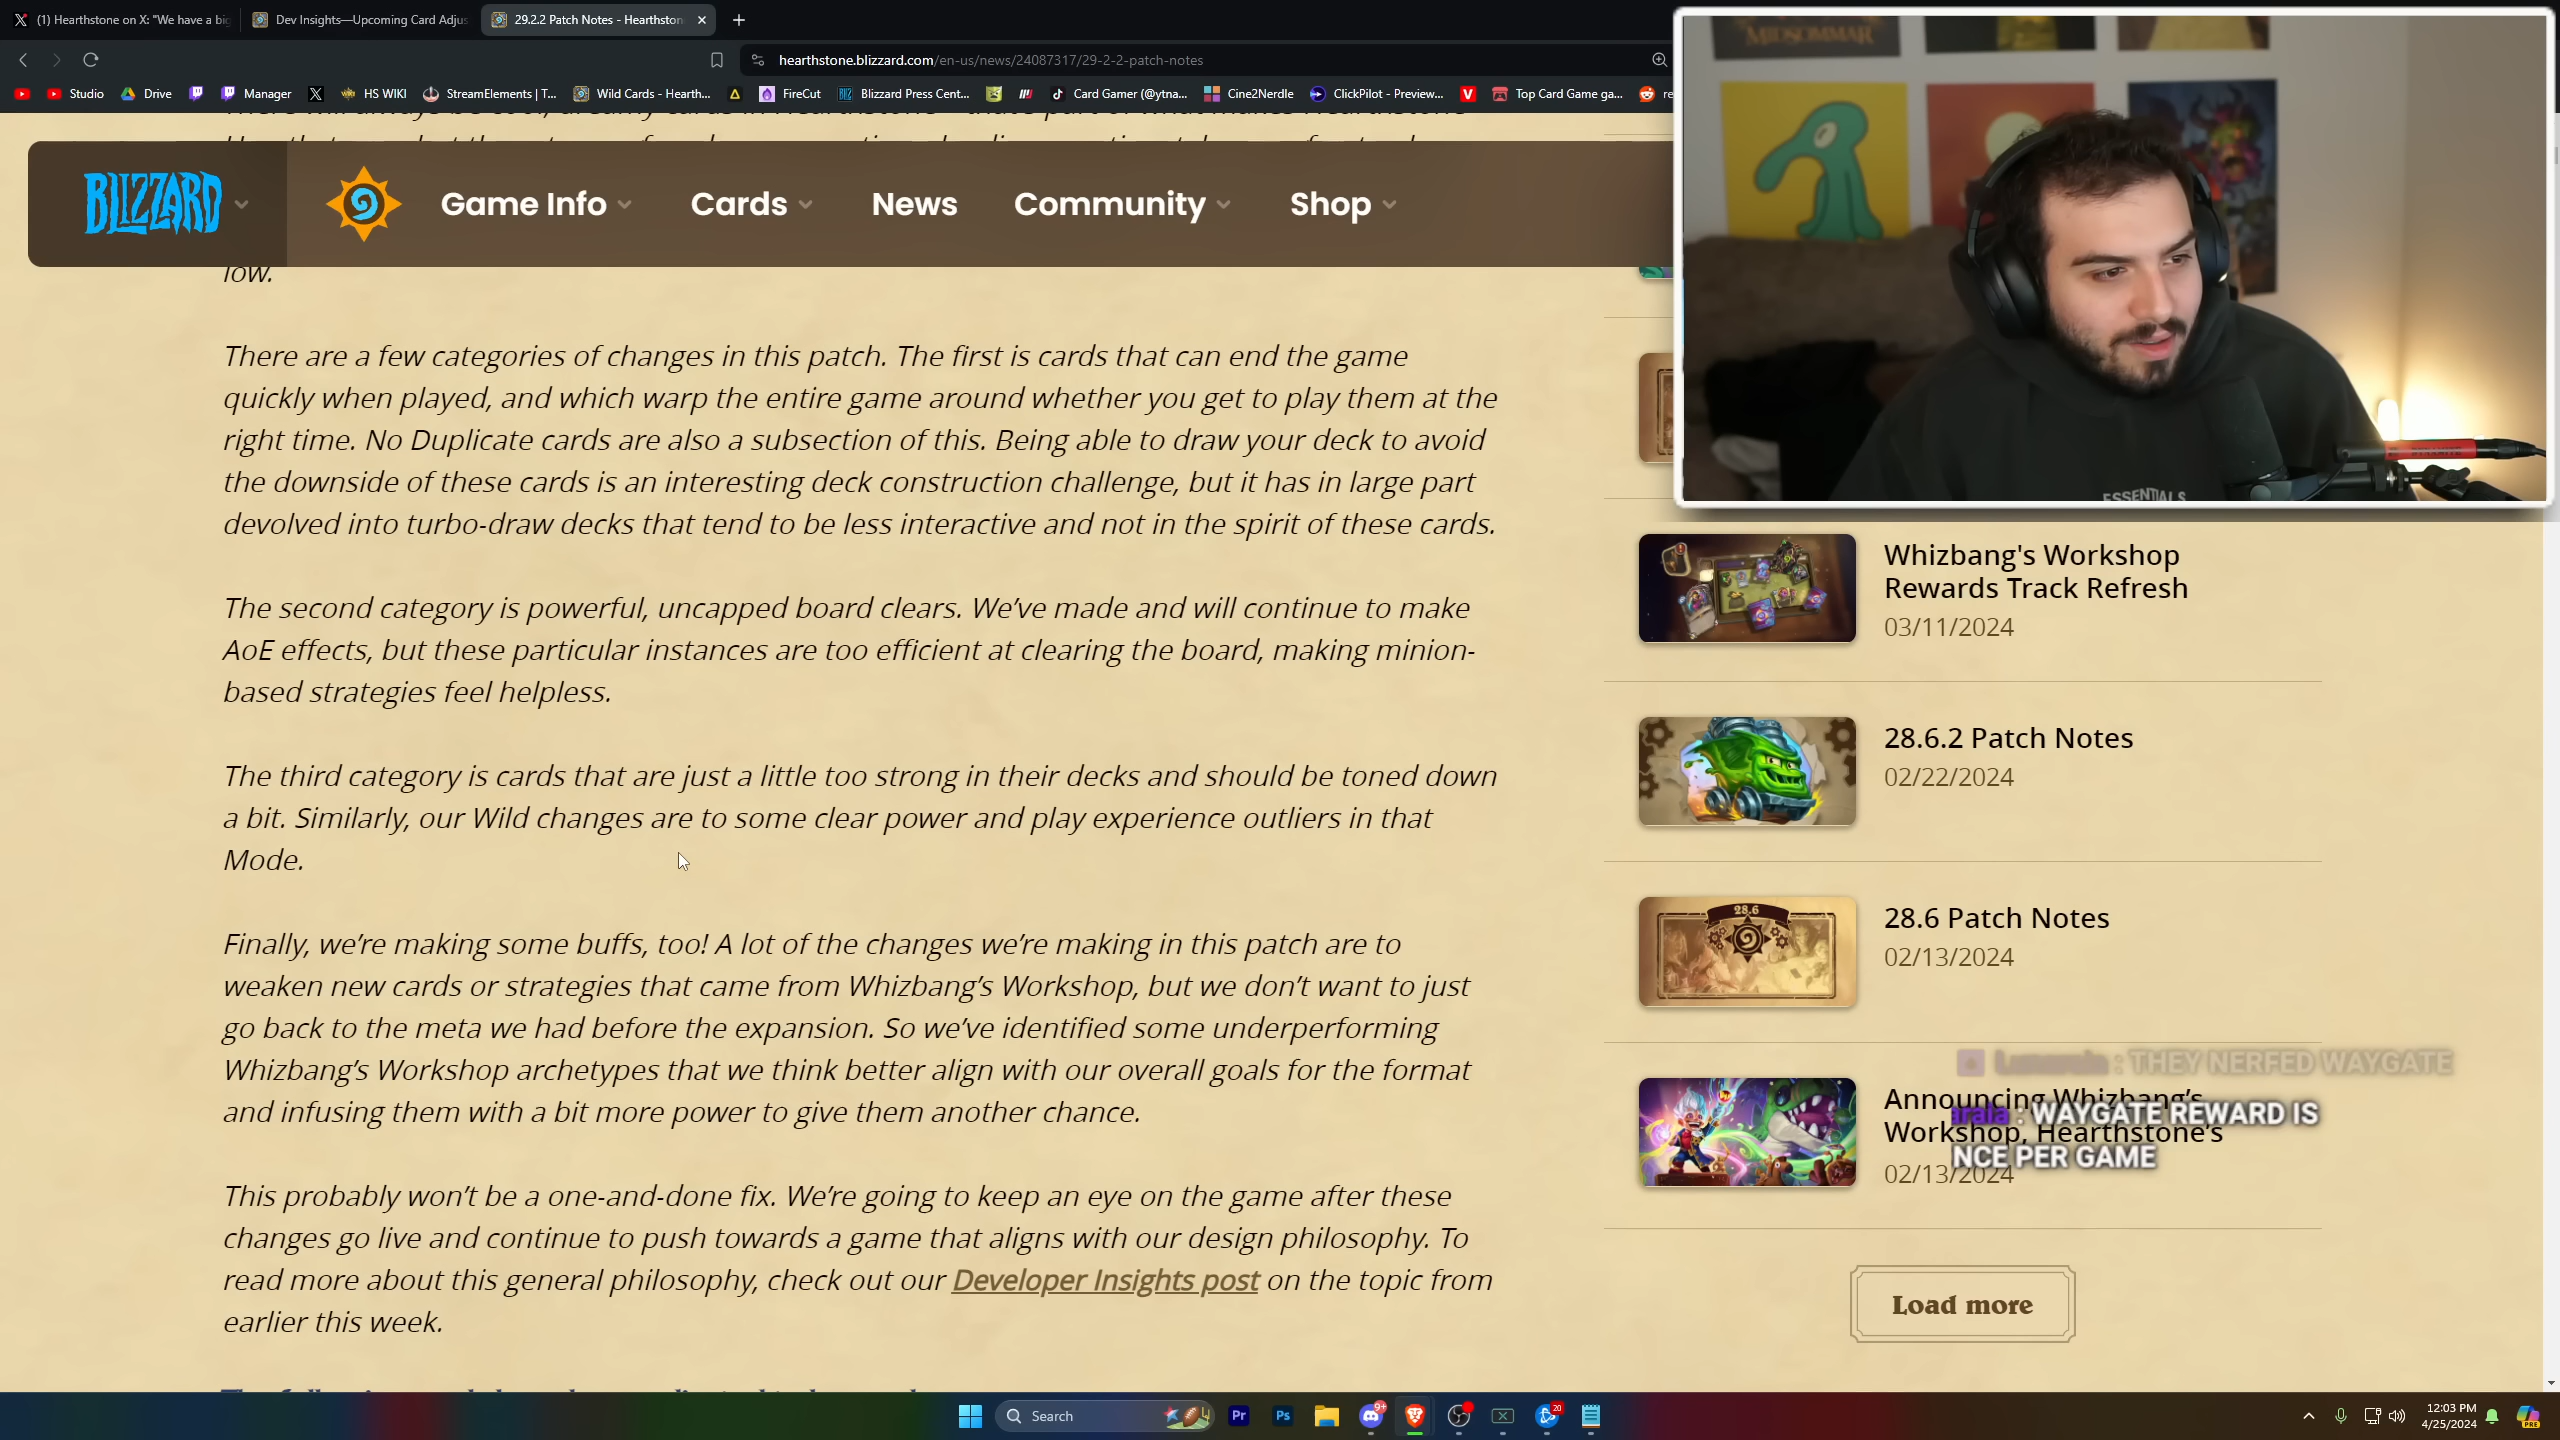 (1) Hearthstone on X: "We have a big
Dev Insights—Upcoming Card Adjus
29.2.2 Patch Notes - Hearthston
hearthstone.blizzard.com/en-us/news/24087317/29-2-2-patch-notes
Studio
Drive
Manager
HS WIKI
StreamElements | T...
Wild Cards - Hearth...
FireCut
Blizzard Press Cent...
Card Gamer (@ytna...
Cine2Nerdle
ClickPilot - Preview...
Top Card Game ga...
re
MIDSOMMAR
ESSENTIALS
BLIZZARD
Game Info
Cards
News
Community
Shop
low.
There are a few categories of changes in this patch. The first is cards that can end the game
quickly when played, and which warp the entire game around whether you get to play them at the
right time. No Duplicate cards are also a subsection of this. Being able to draw your deck to avoid
the downside of these cards is an interesting deck construction challenge, but it has in large part
devolved into turbo-draw decks that tend to be less interactive and not in the spirit of these cards.
The second category is powerful, uncapped board clears. We’ve made and will continue to make
AoE effects, but these particular instances are too efficient at clearing the board, making minion-
based strategies feel helpless.
The third category is cards that are just a little too strong in their decks and should be toned down
a bit. Similarly, our Wild changes are to some clear power and play experience outliers in that
Mode.
Finally, we’re making some buffs, too! A lot of the changes we’re making in this patch are to
weaken new cards or strategies that came from Whizbang’s Workshop, but we don’t want to just
go back to the meta we had before the expansion. So we’ve identified some underperforming
Whizbang’s Workshop archetypes that we think better align with our overall goals for the format
and infusing them with a bit more power to give them another chance.
This probably won’t be a one-and-done fix. We’re going to keep an eye on the game after these
changes go live and continue to push towards a game that aligns with our design philosophy. To
read more about this general philosophy, check out our Developer Insights post on the topic from
earlier this week.
Whizbang's Workshop
Rewards Track Refresh
03/11/2024
28.6.2 Patch Notes
02/22/2024
28.6
28.6 Patch Notes
02/13/2024
: THEY NERFED WAYGATE
Announcing Whizbang’s
Workshop, Hearthstone’s
02/13/2024
arala : WAYGATE REWARD IS
NCE PER GAME
Load more
Search
Pr
Ps
9+
20
12:03 PM
4/25/2024
PRE